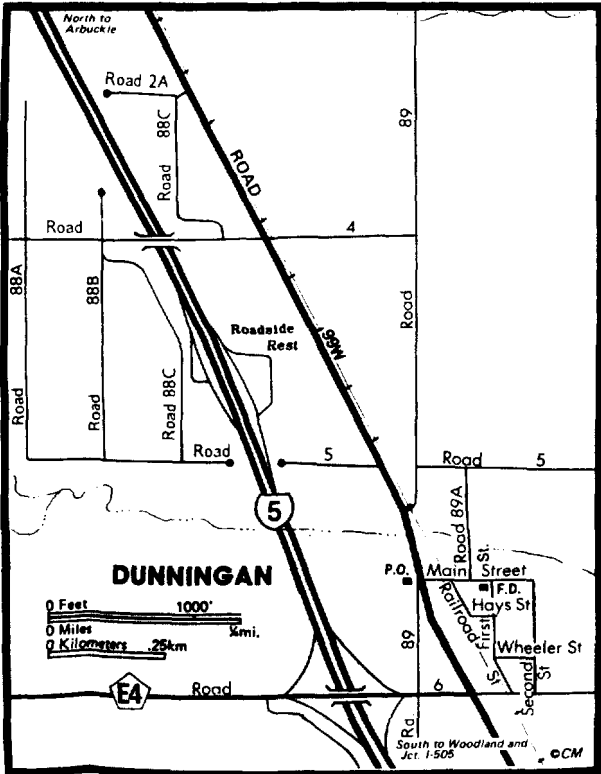 North to
Arbuckle
Road 2A
88C
Road
89
ROAD
Road
4
88A
88B
99W
Roadside
Rest
Road
Road
Road
Road 88C
Road
5
Road
5
5
Road 89A
DUNNINGAN
P.O.
Main Street
St.
F.D.
Hays St
Railroad
First
St
Wheeler St
Second
St
0 Feet 1000'
0 Miles ¼mi.
0 Kilometers .25km
89
Rd
E4
Road
6
South to Woodland and
Jct. I-505
©CM